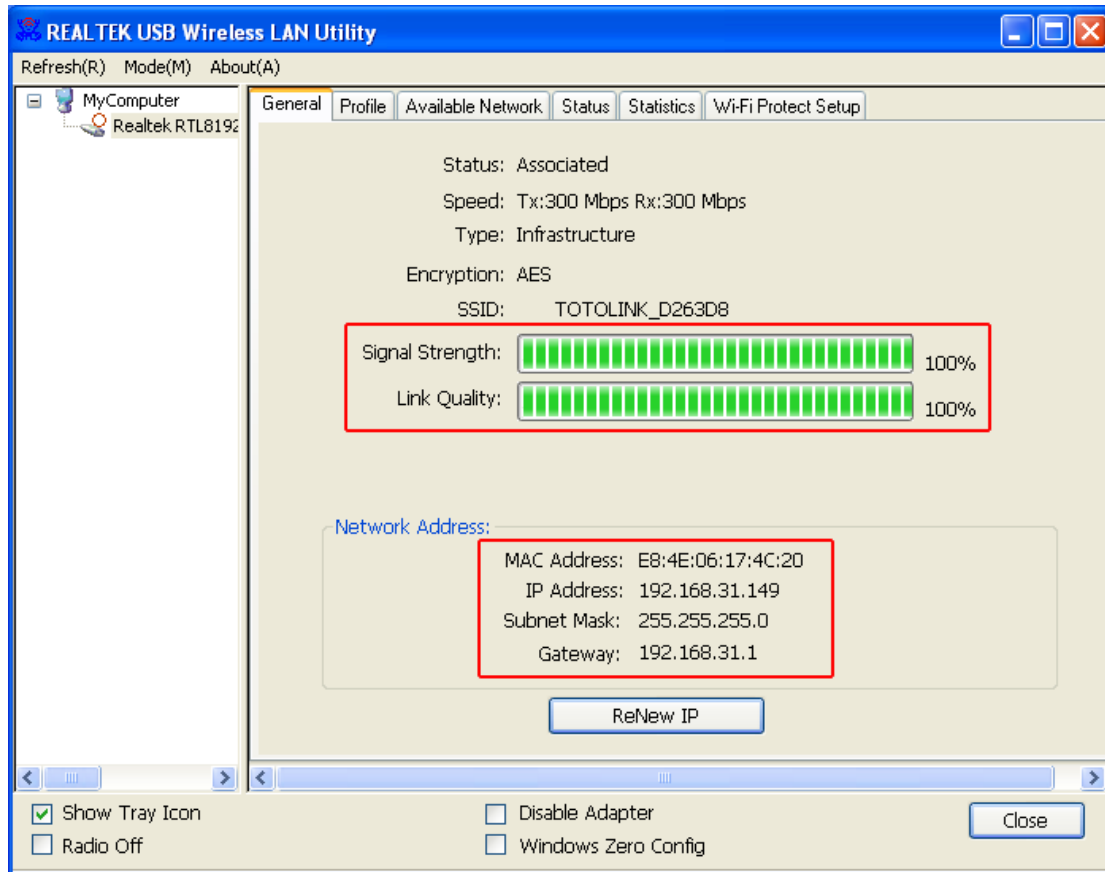 REALTEK USB Wireless LAN Utility
Refresh(R) Mode(M) About(A)
MyComputer
Realtek RTL8192
General Profile Available Network Status Statistics Wi-Fi Protect Setup
Status: Associated
Speed: Tx:300 Mbps Rx:300 Mbps
Type: Infrastructure
Encryption: AES
SSID: TOTOLINK_D263D8
Signal Strength: 100%
Link Quality: 100%
Network Address:
MAC Address: E8:4E:06:17:4C:20
IP Address: 192.168.31.149
Subnet Mask: 255.255.255.0
Gateway: 192.168.31.1
ReNew IP
Show Tray Icon
Radio Off
Disable Adapter
Windows Zero Config
Close